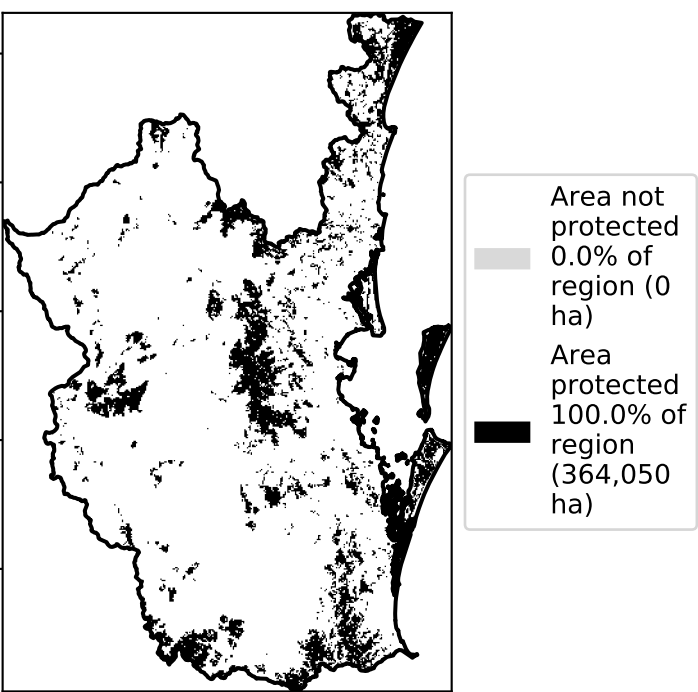 Area not
protected
0.0% of
region (0
ha)
Area
protected
100.0% of
region
(364,050
ha)